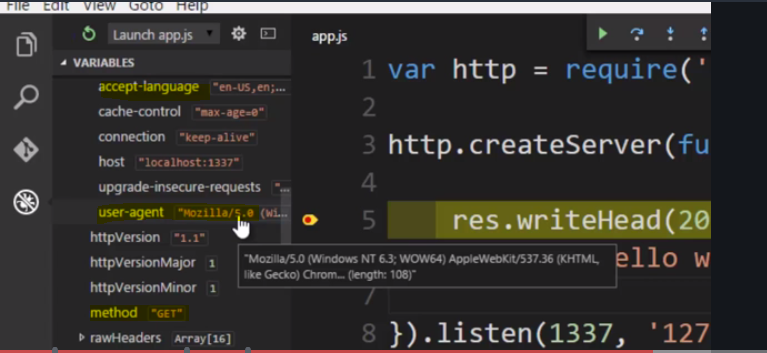 File Edit View Goto Help
Launch app.js
app.js
VARIABLES
accept-language "en-US,en;...
cache-control "max-age=0"
connection "keep-alive"
host "localhost:1337"
upgrade-insecure-requests "...
user-agent "Mozilla/5.0 (Wi...
httpVersion "1.1"
httpVersionMajor 1
httpVersionMinor 1
method "GET"
rawHeaders Array[16]
"Mozilla/5.0 (Windows NT 6.3; WOW64) AppleWebKit/537.36 (KHTML,
like Gecko) Chrom... (length: 108)"
1 var http = require('
2
3 http.createServer(fu
4
5 res.writeHead(20
ello w
7
8 }).listen(1337, '127